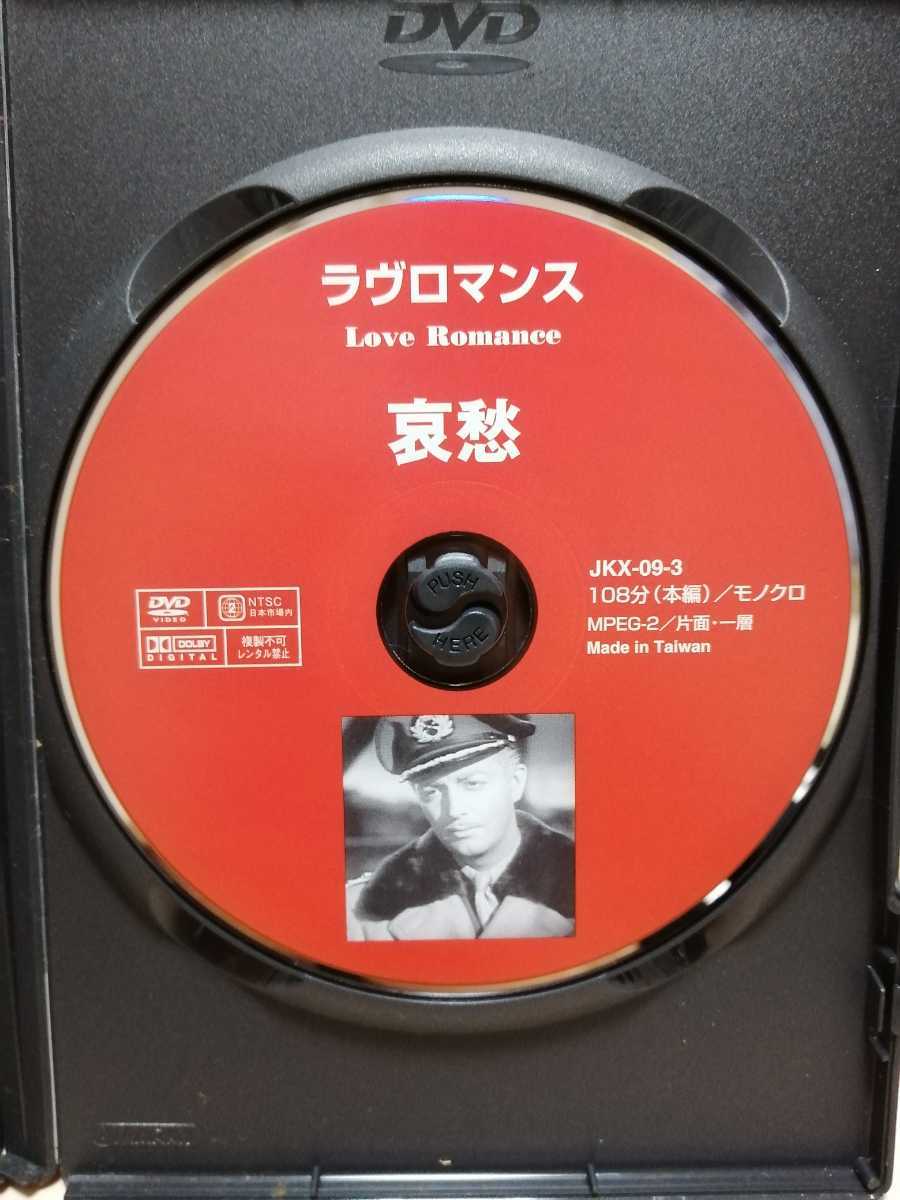 DVD
ラヴロマンス
Love Romance
哀愁
PUSH
HERE
JKX-09-3
108分(本編)/モノクロ
MPEG-2/片面・一層
Made in Taiwan
DVD
VIDEO
2
NTSC
日本市場内
DOLBY
DIGITAL
複製不可
レンタル禁止